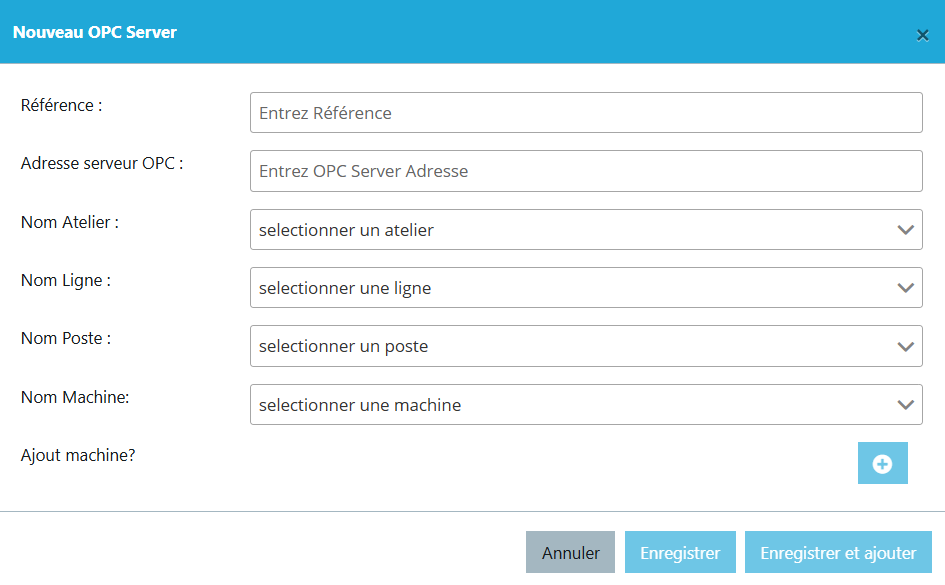 Nouveau OPC Server
Référence :
Entrez Référence
Adresse serveur OPC :
Entrez OPC Server Adresse
Nom Atelier :
selectionner un atelier
Nom Ligne :
selectionner une ligne
Nom Poste :
selectionner un poste
Nom Machine:
selectionner une machine
Ajout machine?
Annuler
Enregistrer
Enregistrer et ajouter